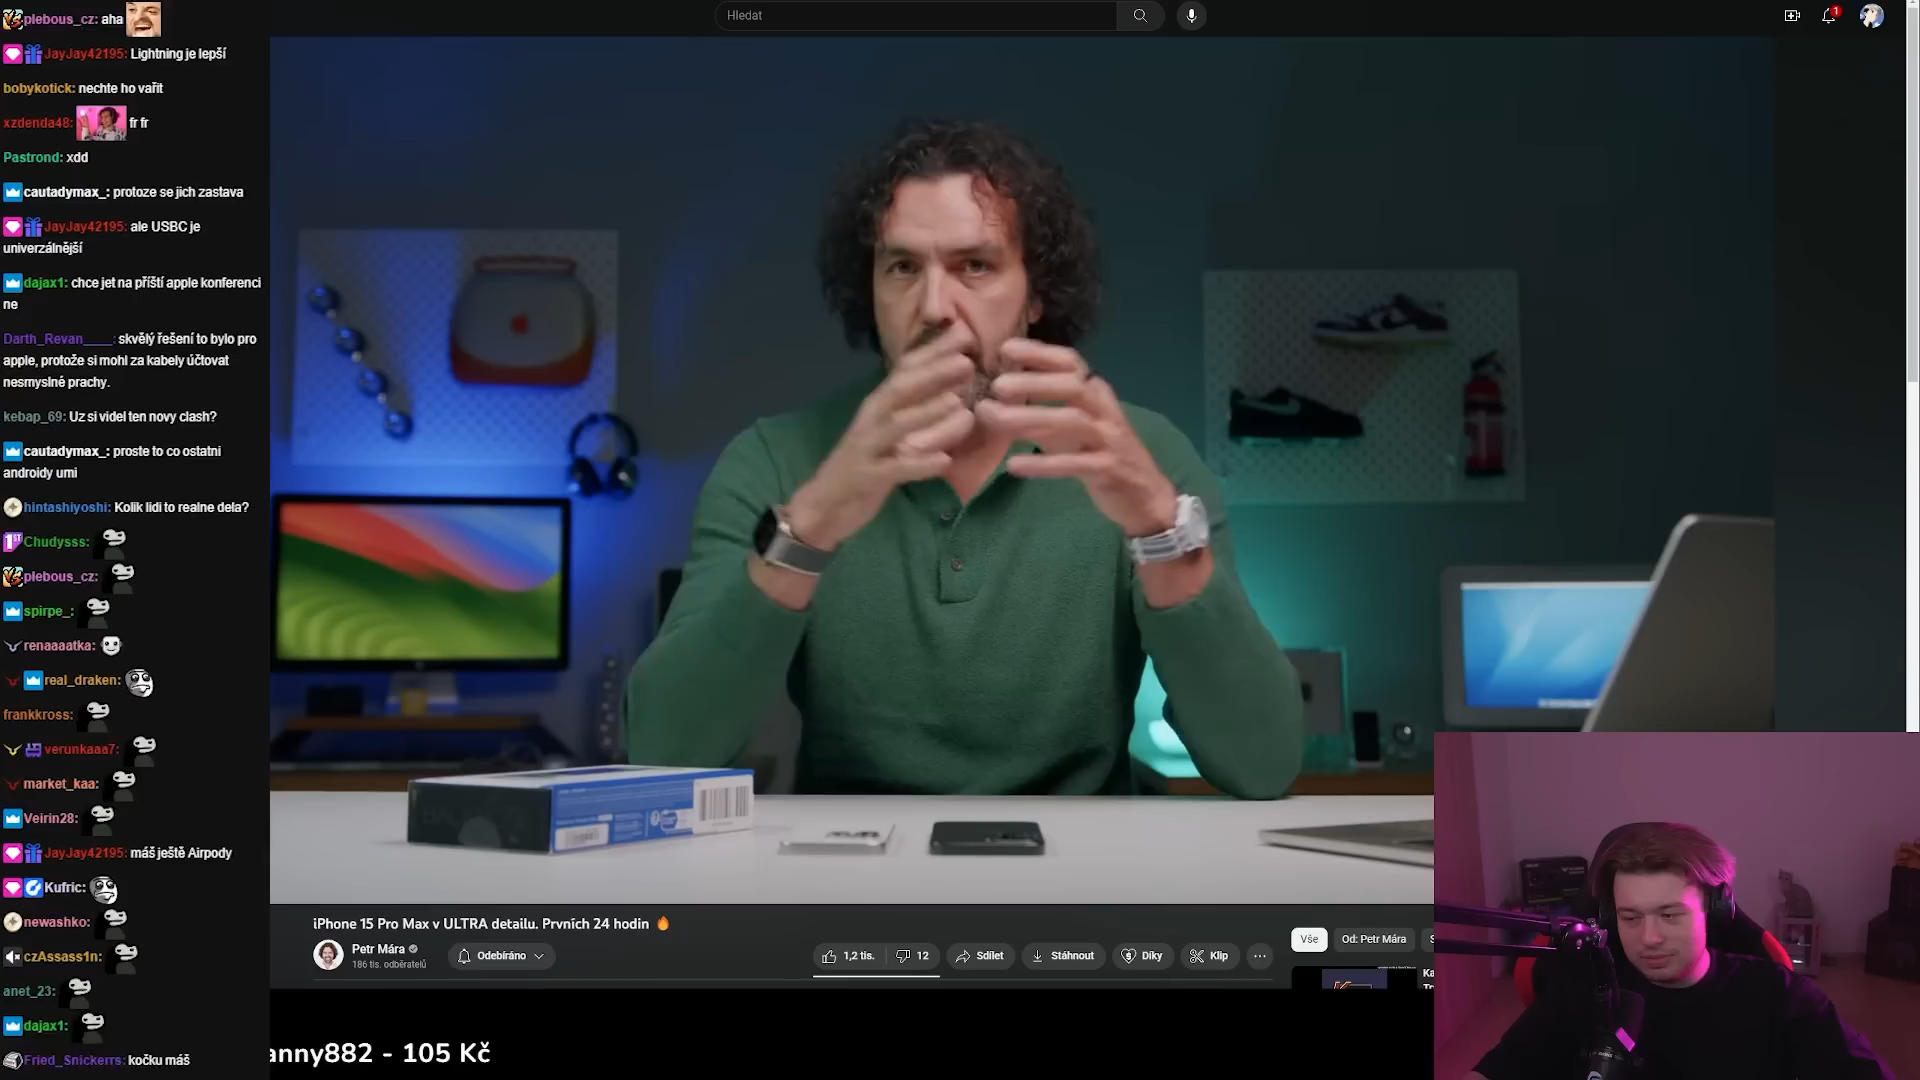 plebous_cz: aha
JayJay42195: Lightning je lepší
bobykotick: nechte ho vařit
xzdenda48: fr fr
Pastrond: xdd
cautadymax_: protoze se jich zastava
JayJay42195: ale USBC je
univerzálnější
dajax1: chce jet na příští apple konferenci
ne
Darth_Revan____: skvělý řešení to bylo pro
apple, protože si mohl za kabely účtovat
nesmyslné prachy.
kebap_69: Uz si videl ten novy clash?
cautadymax_: proste to co ostatni
androidy umi
hintashiyoshi: Kolik lidi to realne dela?
1ST Chudysss:
plebous_cz:
spirpe_:
renaaaatka:
real_draken:
frankkross:
verunkaaa7:
market_kaa:
Veirin28:
JayJay42195: máš ještě Airpody
Kufric:
newashko:
czAssass1n:
anet_23:
dajax1:
Fried_Snickerrs: kočku máš
Hledat
1
iPhone 15 Pro Max v ULTRA detailu. Prvních 24 hodin
Petr Mára
186 tis. odběratelů
Odebíráno
1,2 tis.
12
Sdílet
Stáhnout
Díky
Klip
Vše
Od: Petr Mára
S
Ka
Tr
anny882 - 105 Kč